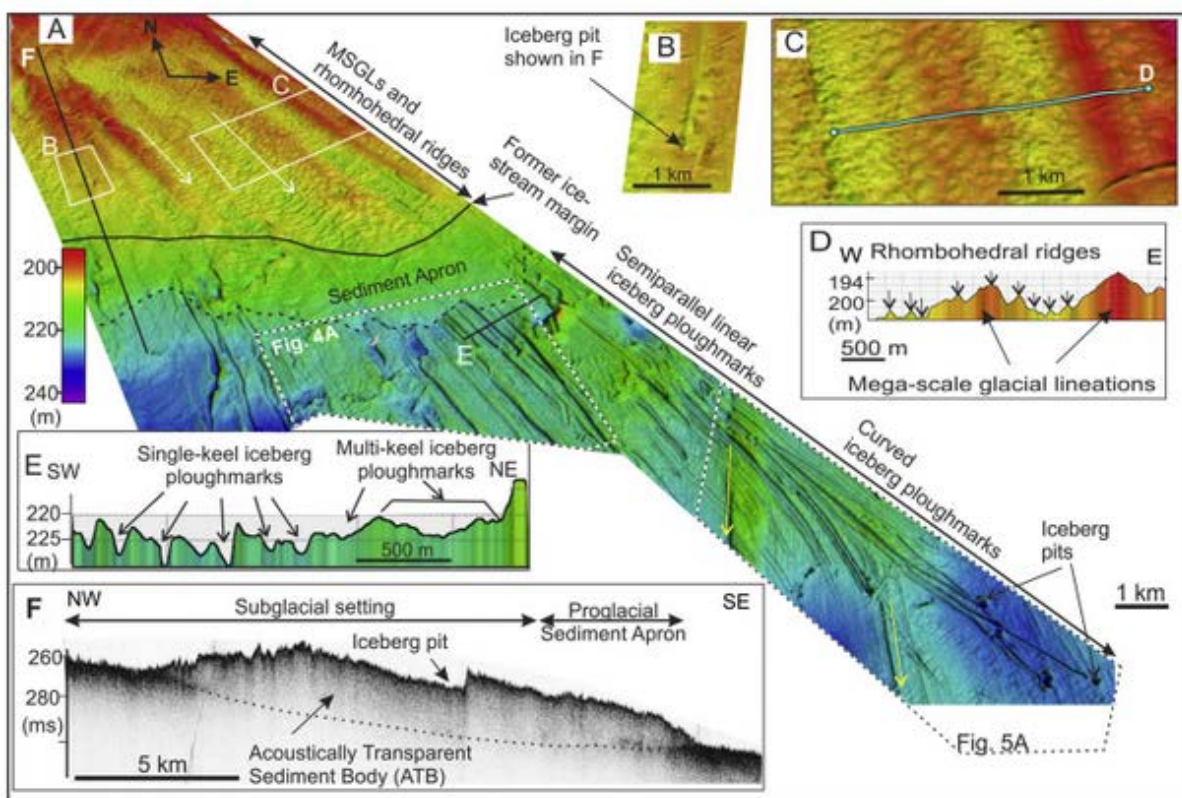 A
F
N
E
B
C
MSGLs and
rhomhohedral ridges
Former ice-
stream margin
Sediment Apron
Fig. 4A
E
Semiparallel linear
iceberg ploughmarks
Curved
iceberg ploughmarks
Iceberg
pits
1 km
Fig. 5A
200
220
243
(m)
B
Iceberg pit
shown in F
1 km
C
D
1 km
D
W
Rhombohedral ridges
E
194
200
(m)
500 m
Mega-scale glacial lineations
E
SW
Single-keel iceberg
ploughmarks
Multi-keel iceberg
ploughmarks
NE
220
225
(m)
500 m
F
NW
Subglacial setting
Proglacial
Sediment Apron
SE
Iceberg pit
260
280
(ms)
5 km
Acoustically Transparent
Sediment Body (ATB)